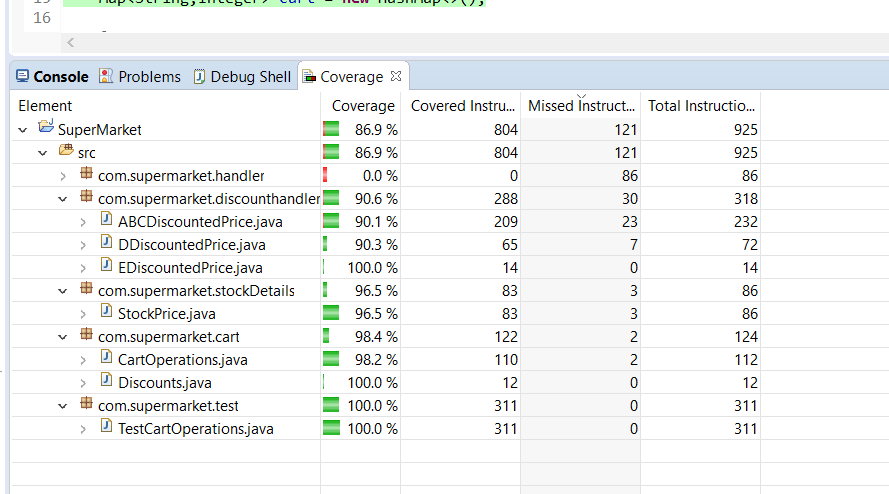 Map<String,Integer> cart = new HashMap<>();
16
Console Problems Debug Shell Coverage
Element Coverage Covered Instru... Missed Instruct... Total Instructio...
SuperMarket 86.9 % 804 121 925
src 86.9 % 804 121 925
com.supermarket.handler 0.0 % 0 86 86
com.supermarket.discounthandler 90.6 % 288 30 318
ABCDiscountedPrice.java 90.1 % 209 23 232
DDiscountedPrice.java 90.3 % 65 7 72
EDiscountedPrice.java 100.0 % 14 0 14
com.supermarket.stockDetails 96.5 % 83 3 86
StockPrice.java 96.5 % 83 3 86
com.supermarket.cart 98.4 % 122 2 124
CartOperations.java 98.2 % 110 2 112
Discounts.java 100.0 % 12 0 12
com.supermarket.test 100.0 % 311 0 311
TestCartOperations.java 100.0 % 311 0 311